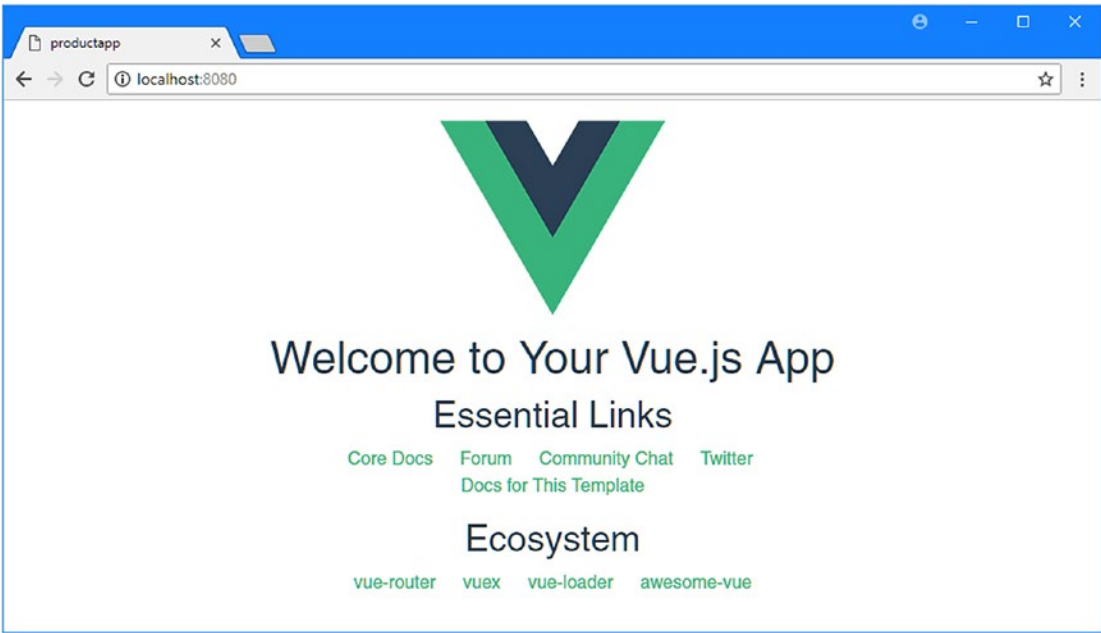 productapp
localhost:8080
Welcome to Your Vue.js App
Essential Links
Core Docs Forum Community Chat Twitter
Docs for This Template
Ecosystem
vue-router vuex vue-loader awesome-vue